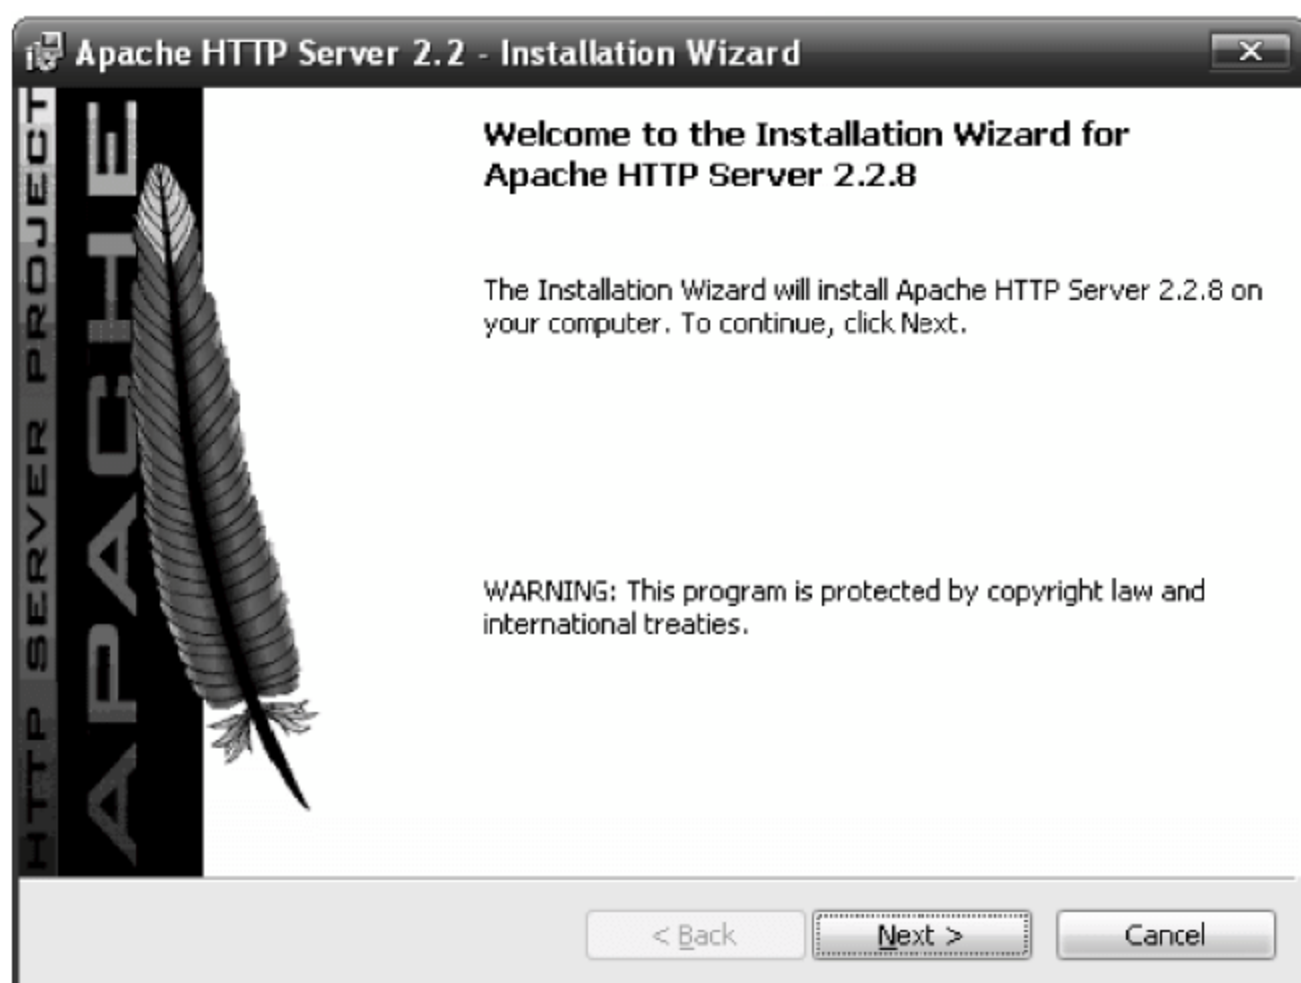 Apache HTTP Server 2.2 - Installation Wizard
HTTP SERVER PROJECT
APACHE
Welcome to the Installation Wizard for
Apache HTTP Server 2.2.8
The Installation Wizard will install Apache HTTP Server 2.2.8 on
your computer. To continue, click Next.
WARNING: This program is protected by copyright law and
international treaties.
< Back
Next >
Cancel